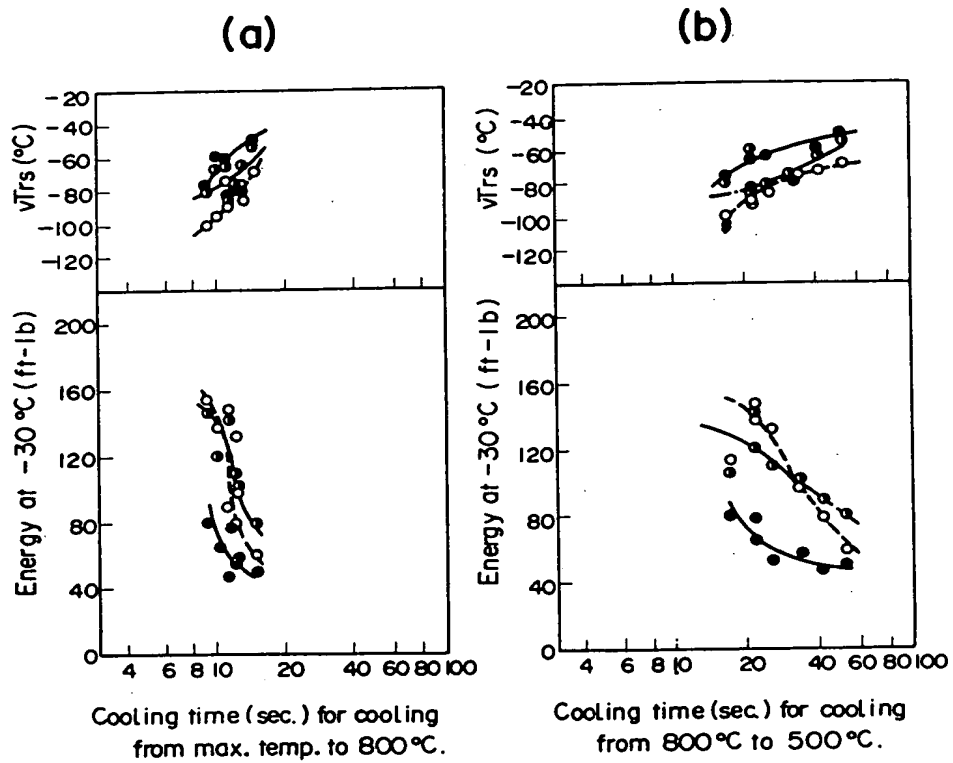 (a)
(b)
-20
-40
-60
-80
-100
-120
vTrs (°C)
200
160
120
80
40
0
Energy at -30°C (ft-lb)
4 6 8 10 20 40 60 80 100
Cooling time (sec.) for cooling
from max. temp. to 800°C.
-20
-40
-60
-80
-100
-120
vTrs (°C)
200
160
120
80
40
0
Energy at -30°C (ft-lb)
4 6 8 10 20 40 60 80 100
Cooling time (sec.) for cooling
from 800°C to 500°C.